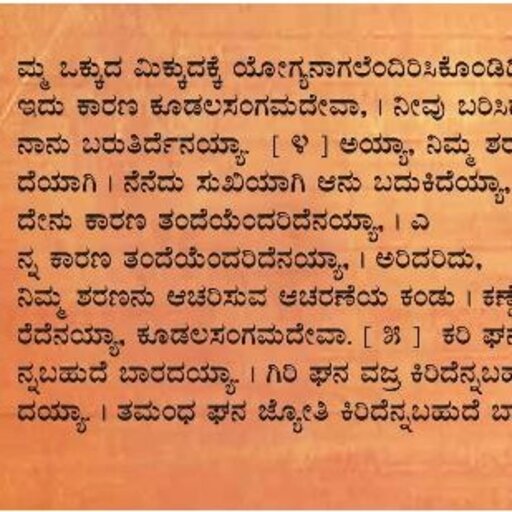 ಮ್ಮ ಒಕ್ಕುದ ಮಿಕ್ಕುದಕ್ಕೆ ಯೋಗ್ಯನಾಗಲೆಂದಿರಿಸಿಕೊಂಡಿ
ಇದು ಕಾರಣ ಕೂಡಲಸಂಗಮದೇವಾ, । ನೀವು ಬರಿಸಿ
ನಾನು ಬರುತಿರ್ದೆನಯ್ಯಾ. [ ೪ ] ಅಯ್ಯಾ, ನಿಮ್ಮ ಶರ
ದೆಯಾಗಿ । ನೆನೆದು ಸುಖಿಯಾಗಿ ಆನು ಬದುಕಿದೆಯ್ಯಾ,
ದೇನು ಕಾರಣ ತಂದೆಯೆಂದರಿದೆನಯ್ಯಾ, । ಎ
ನ್ನ ಕಾರಣ ತಂದೆಯೆಂದರಿದೆನಯ್ಯಾ, । ಅರಿದರಿದು,
ನಿಮ್ಮ ಶರಣನು ಆಚರಿಸುವ ಆಚರಣೆಯ ಕಂಡು । ಕಣ್ದೆ
ರೆದೆನಯ್ಯಾ, ಕೂಡಲಸಂಗಮದೇವಾ. [ ೫ ] ಕರಿ ಘನ
ನ್ನಬಹುದೆ ಬಾರದಯ್ಯಾ. । ಗಿರಿ ಘನ ವಜ್ರ ಕಿರಿದೆನ್ನಬಹು
ದಯ್ಯಾ. । ತಮಂಧ ಘನ ಜ್ಯೋತಿ ಕಿರಿದೆನ್ನಬಹುದೆ ಬಾ